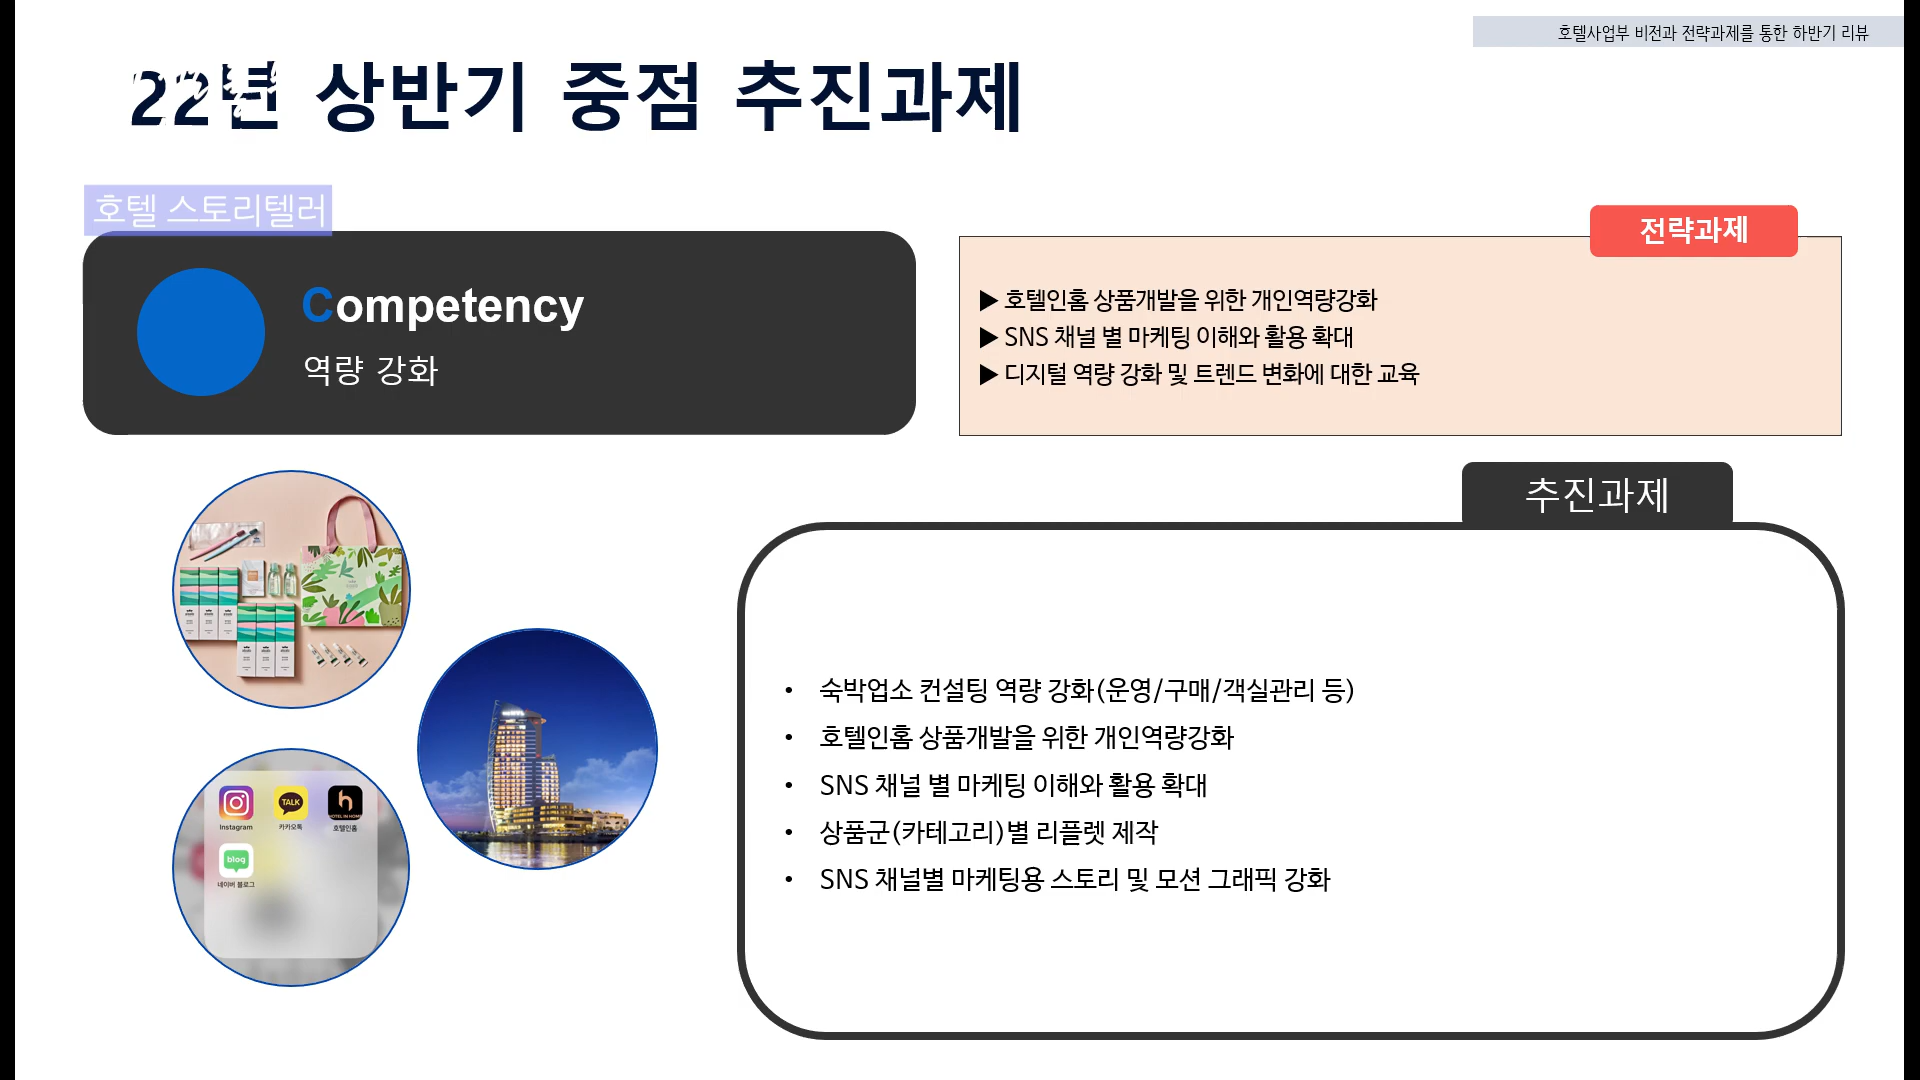 호텔사업부 비전과 전략과제를 통한 하반기 리뷰
22년 상반기 중점 추진과제
호텔 스토리텔러
Competency
역량 강화
전략과제
▶ 호텔인홈 상품개발을 위한 개인역량강화
▶ SNS 채널 별 마케팅 이해와 활용 확대
▶ 디지털 역량 강화 및 트렌드 변화에 대한 교육
추진과제
• 숙박업소 컨설팅 역량 강화(운영/구매/객실관리 등)
• 호텔인홈 상품개발을 위한 개인역량강화
• SNS 채널 별 마케팅 이해와 활용 확대
• 상품군(카테고리)별 리플렛 제작
• SNS 채널별 마케팅용 스토리 및 모션 그래픽 강화
TALK
h
HOTEL IN HOME
Instagram
카카오톡
호텔인홈
blog
네이버 블로그